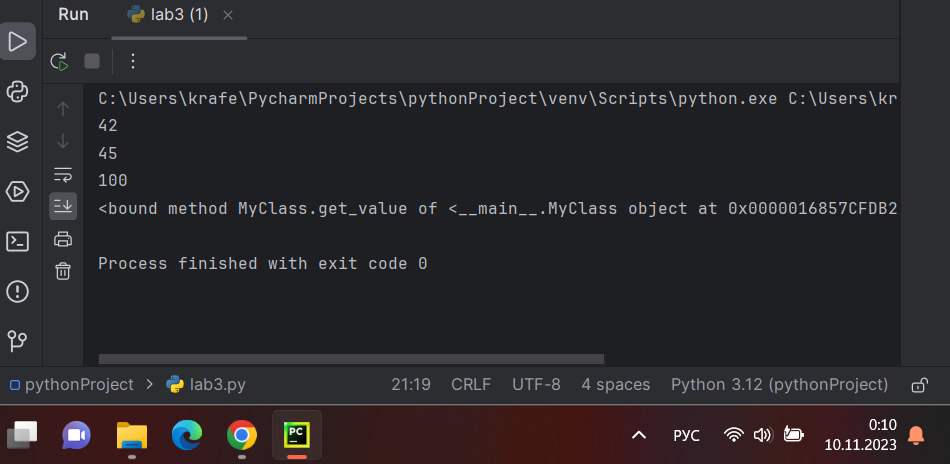 Run lab3 (1)
C:\Users\krafe\PycharmProjects\pythonProject\venv\Scripts\python.exe C:\Users\kr
42
45
100
<bound method MyClass.get_value of <__main__.MyClass object at 0x0000016857CFDB2
Process finished with exit code 0
pythonProject > lab3.py 21:19 CRLF UTF-8 4 spaces Python 3.12 (pythonProject)
PC РУС 0:10
10.11.2023